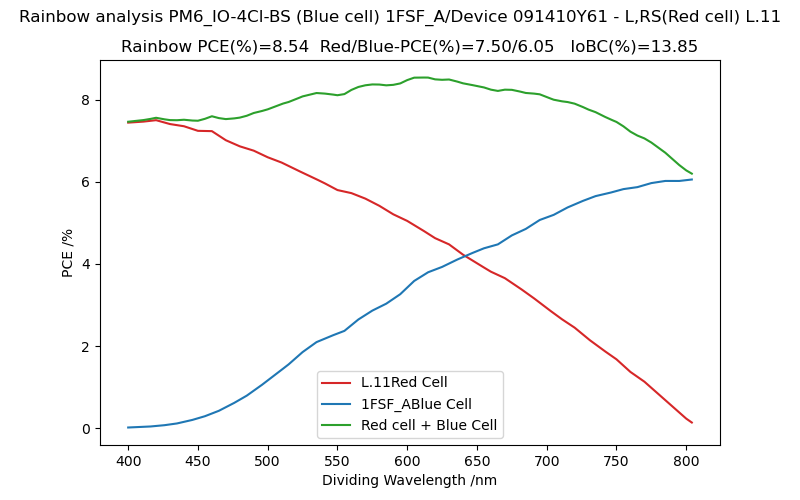 Rainbow analysis PM6_IO-4Cl-BS (Blue cell) 1FSF_A/Device 091410Y61 - L,RS(Red cell) L.11
Rainbow PCE(%)=8.54  Red/Blue-PCE(%)=7.50/6.05   IoBC(%)=13.85
PCE /%
8
6
4
2
0
L.11Red Cell
1FSF_ABlue Cell
Red cell + Blue Cell
400 450 500 550 600 650 700 750 800
Dividing Wavelength /nm